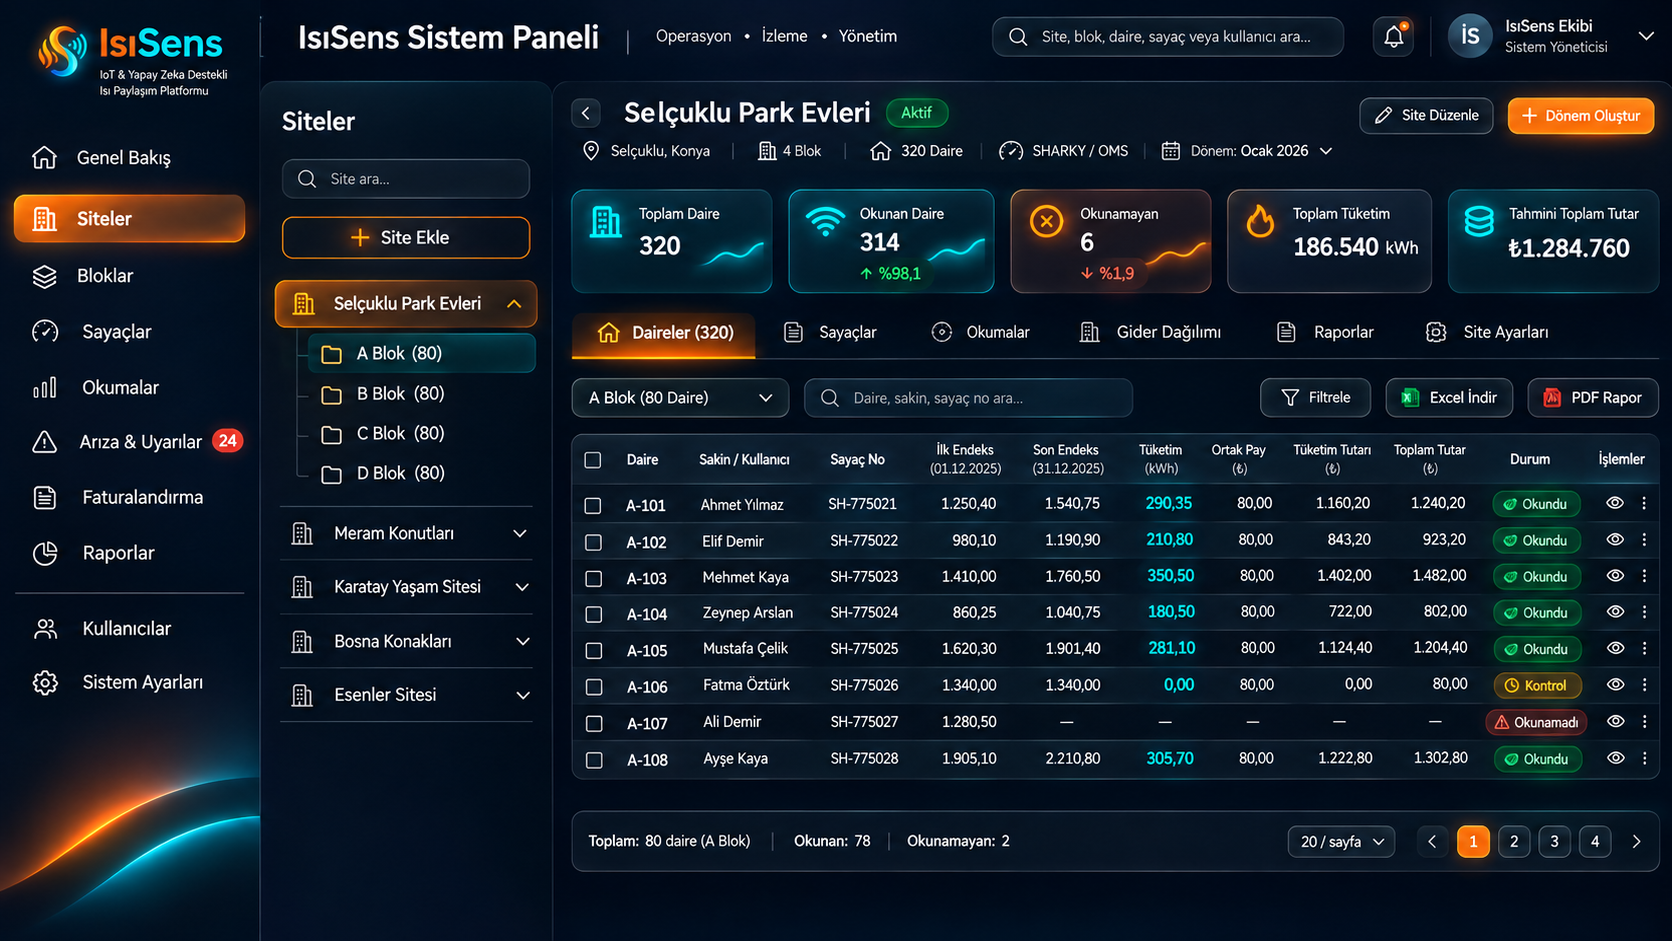 IsıSens
IoT & Yapay Zeka Destekli
Isı Paylaşım Platformu
Genel Bakış
Siteler
Bloklar
Sayaçlar
Okumalar
Arıza & Uyarılar 24
Faturalandırma
Raporlar
Kullanıcılar
Sistem Ayarları
IsıSens Sistem Paneli
Operasyon • İzleme • Yönetim
Site, blok, daire, sayaç veya kullanıcı ara...
İS
IsıSens Ekibi
Sistem Yöneticisi
Siteler
Site ara...
+ Site Ekle
Selçuklu Park Evleri
A Blok (80)
B Blok (80)
C Blok (80)
D Blok (80)
Meram Konutları
Karatay Yaşam Sitesi
Bosna Konakları
Esenler Sitesi
Selçuklu Park Evleri Aktif
Site Düzenle
+ Dönem Oluştur
Selçuklu, Konya | 4 Blok | 320 Daire | SHARKY / OMS | Dönem: Ocak 2026
Toplam Daire
320
Okunan Daire
314
↑ %98,1
Okunamayan
6
↓ %1,9
Toplam Tüketim
186.540 kWh
Tahmini Toplam Tutar
₺1.284.760
Daireler (320) Sayaçlar Okumalar Gider Dağılımı Raporlar Site Ayarları
A Blok (80 Daire) Daire, sakin, sayaç no ara... Filtrele Excel İndir PDF Rapor
Daire Sakin / Kullanıcı Sayaç No İlk Endeks (01.12.2025) Son Endeks (31.12.2025) Tüketim (kWh) Ortak Pay (₺) Tüketim Tutarı (₺) Toplam Tutar (₺) Durum İşlemler
A-101 Ahmet Yılmaz SH-775021 1.250,40 1.540,75 290,35 80,00 1.160,20 1.240,20 Okundu
A-102 Elif Demir SH-775022 980,10 1.190,90 210,80 80,00 843,20 923,20 Okundu
A-103 Mehmet Kaya SH-775023 1.410,00 1.760,50 350,50 80,00 1.402,00 1.482,00 Okundu
A-104 Zeynep Arslan SH-775024 860,25 1.040,75 180,50 80,00 722,00 802,00 Okundu
A-105 Mustafa Çelik SH-775025 1.620,30 1.901,40 281,10 80,00 1.124,40 1.204,40 Okundu
A-106 Fatma Öztürk SH-775026 1.340,00 1.340,00 0,00 80,00 0,00 80,00 Kontrol
A-107 Ali Demir SH-775027 1.280,50 — — — — — Okunamadı
A-108 Ayşe Kaya SH-775028 1.905,10 2.210,80 305,70 80,00 1.222,80 1.302,80 Okundu
Toplam: 80 daire (A Blok) | Okunan: 78 | Okunamayan: 2
20 / sayfa < 1 2 3 4 >